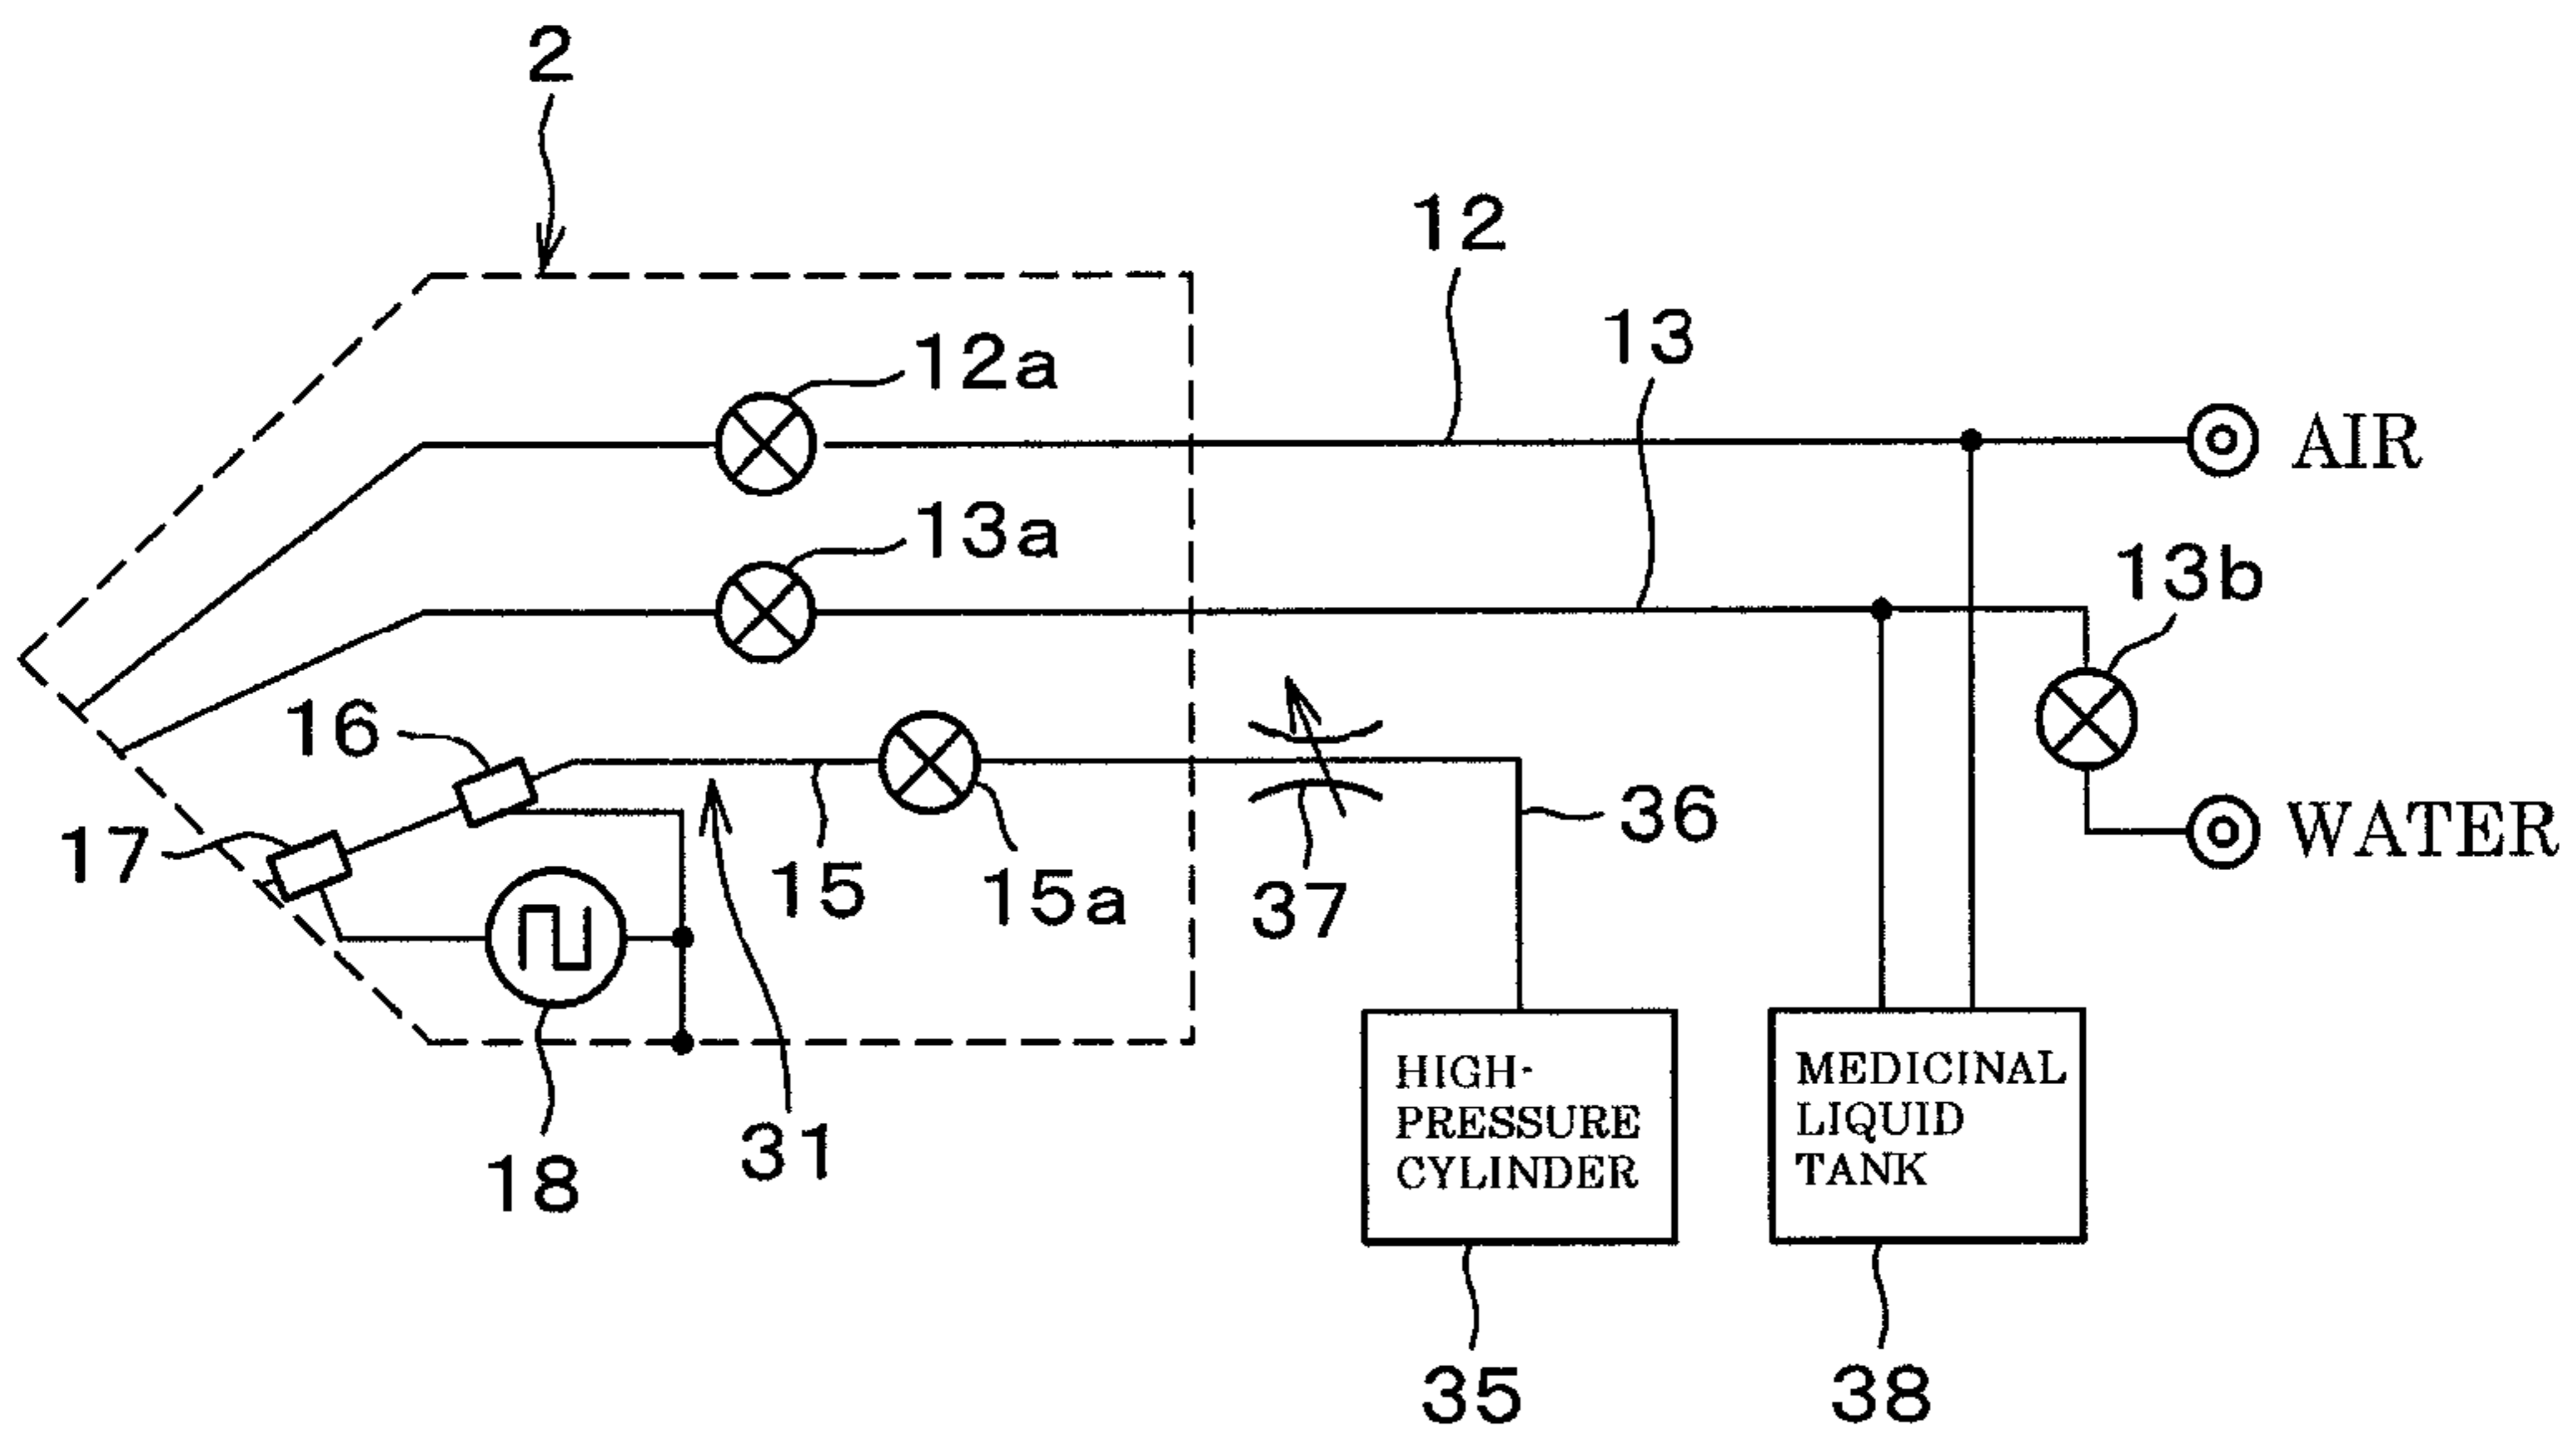 2
12
13
12a
AIR
13a
13b
16
36
WATER
17
15
15a
37
HIGH-
PRESSURE
CYLINDER
MEDICINAL
LIQUID
TANK
31
18
35
38